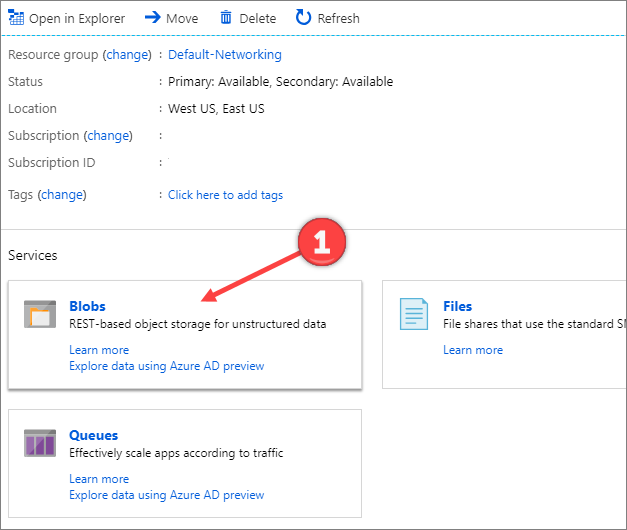 Open in Explorer Move Delete Refresh
Resource group (change) : Default-Networking
Status : Primary: Available, Secondary: Available
Location : West US, East US
Subscription (change) :
Subscription ID :
Tags (change) : Click here to add tags
1
Services
Blobs
REST-based object storage for unstructured data
Learn more
Explore data using Azure AD preview
Files
File shares that use the standard
Learn more
Queues
Effectively scale apps according to traffic
Learn more
Explore data using Azure AD preview